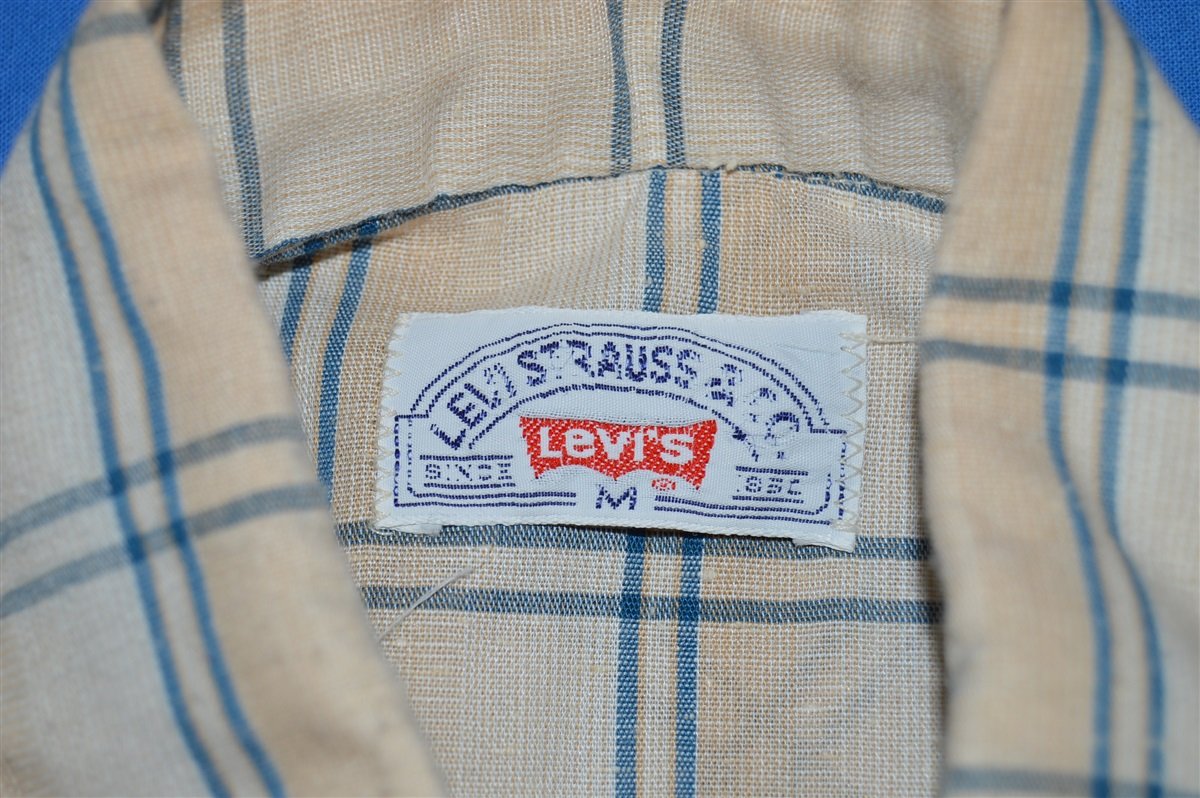 LEVI STRAUSS & CO
Levi's
SINCE 1850
®
M